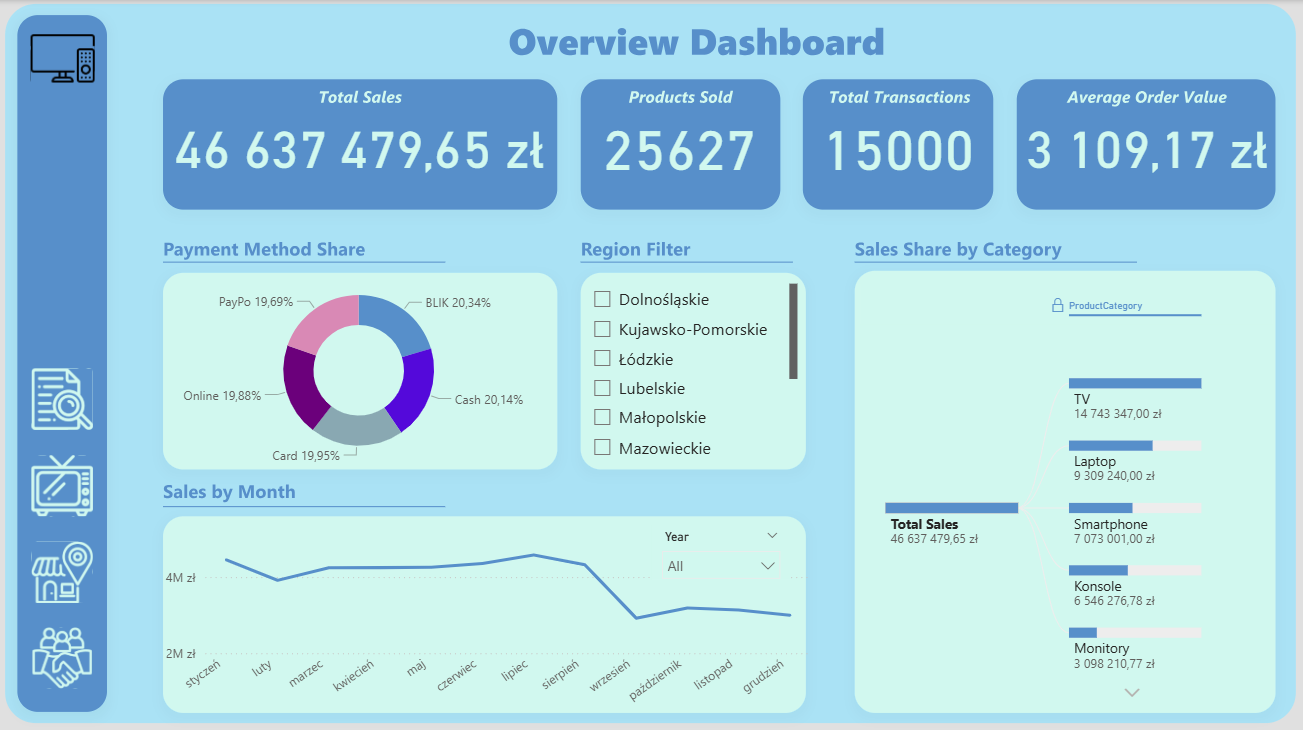 Overview Dashboard
Total Sales
46 637 479,65 zł
Products Sold
25627
Total Transactions
15000
Average Order Value
3 109,17 zł
Payment Method Share
PayPo 19,69%
BLIK 20,34%
Online 19,88%
Cash 20,14%
Card 19,95%
Region Filter
Dolnośląskie
Kujawsko-Pomorskie
Łódzkie
Lubelskie
Małopolskie
Mazowieckie
Sales by Month
Year
All
4M zł
2M zł
styczeń
luty
marzec
kwiecień
maj
czerwiec
lipiec
sierpień
wrzesień
październik
listopad
grudzień
Sales Share by Category
ProductCategory
Total Sales
46 637 479,65 zł
TV
14 743 347,00 zł
Laptop
9 309 240,00 zł
Smartphone
7 073 001,00 zł
Konsole
6 546 276,78 zł
Monitory
3 098 210,77 zł